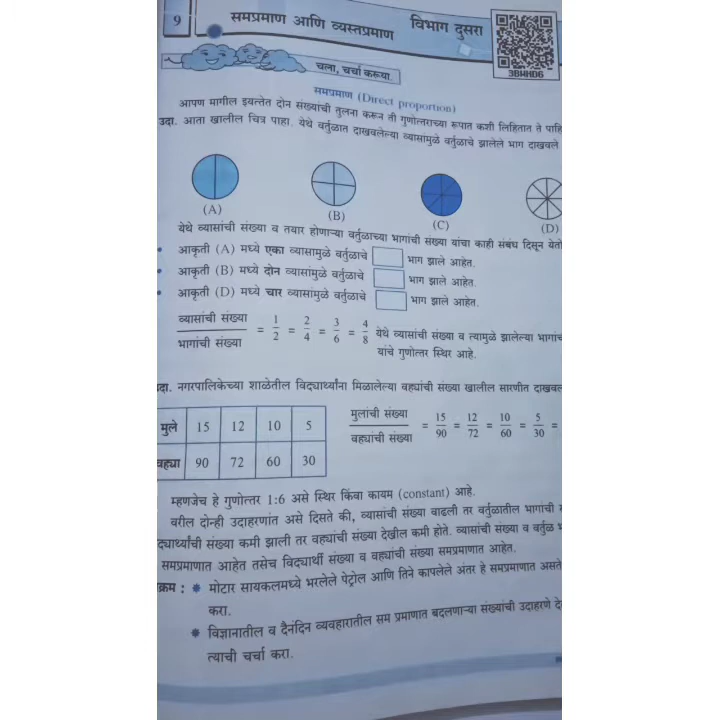 9 समप्रमाण आणि व्यस्तप्रमाण विभाग दुसरा
3BWHD6
चला, चर्चा करूया.
समप्रमाण (Direct proportion)
आपण मागील इयत्तेत दोन संख्यांची तुलना करून ती गुणोत्तराच्या रूपात कशी लिहितात ते पाहि
उदा. आता खालील चित्र पाहा. येथे वर्तुळात दाखवलेल्या व्यासांमुळे वर्तुळाचे झालेले भाग दाखवले
(A) (B) (C) (D)
येथे व्यासांची संख्या व तयार होणाऱ्या वर्तुळाच्या भागांची संख्या यांचा काही संबंध दिसून येतो
• आकृती (A) मध्ये एका व्यासामुळे वर्तुळाचे भाग झाले आहेत.
• आकृती (B) मध्ये दोन व्यासांमुळे वर्तुळाचे भाग झाले आहेत.
• आकृती (D) मध्ये चार व्यासांमुळे वर्तुळाचे भाग झाले आहेत.
व्यासांची संख्या / भागांची संख्या = 1/2 = 2/4 = 3/6 = 4/8 येथे व्यासांची संख्या व त्यामुळे झालेल्या भागांच
यांचे गुणोत्तर स्थिर आहे.
दा. नगरपालिकेच्या शाळेतील विद्यार्थ्यांना मिळालेल्या वह्यांची संख्या खालील सारणीत दाखवल
मुले 15 12 10 5
वह्या 90 72 60 30
मुलांची संख्या / वह्यांची संख्या = 15/90 = 12/72 = 10/60 = 5/30 =
म्हणजेच हे गुणोत्तर 1:6 असे स्थिर किंवा कायम (constant) आहे.
वरील दोन्ही उदाहरणांत असे दिसते की, व्यासांची संख्या वाढली तर वर्तुळातील भागांची
द्यार्थ्यांची संख्या कमी झाली तर वह्यांची संख्या देखील कमी होते. व्यासांची संख्या व वर्तुळ
समप्रमाणात आहेत तसेच विद्यार्थी संख्या व वह्यांची संख्या समप्रमाणात आहेत.
क्रम : * मोटार सायकलमध्ये भरलेले पेट्रोल आणि तिने कापलेले अंतर हे समप्रमाणात असते
करा.
* विज्ञानातील व दैनंदिन व्यवहारातील सम प्रमाणात बदलणाऱ्या संख्यांची उदाहरणे दे
त्याची चर्चा करा.